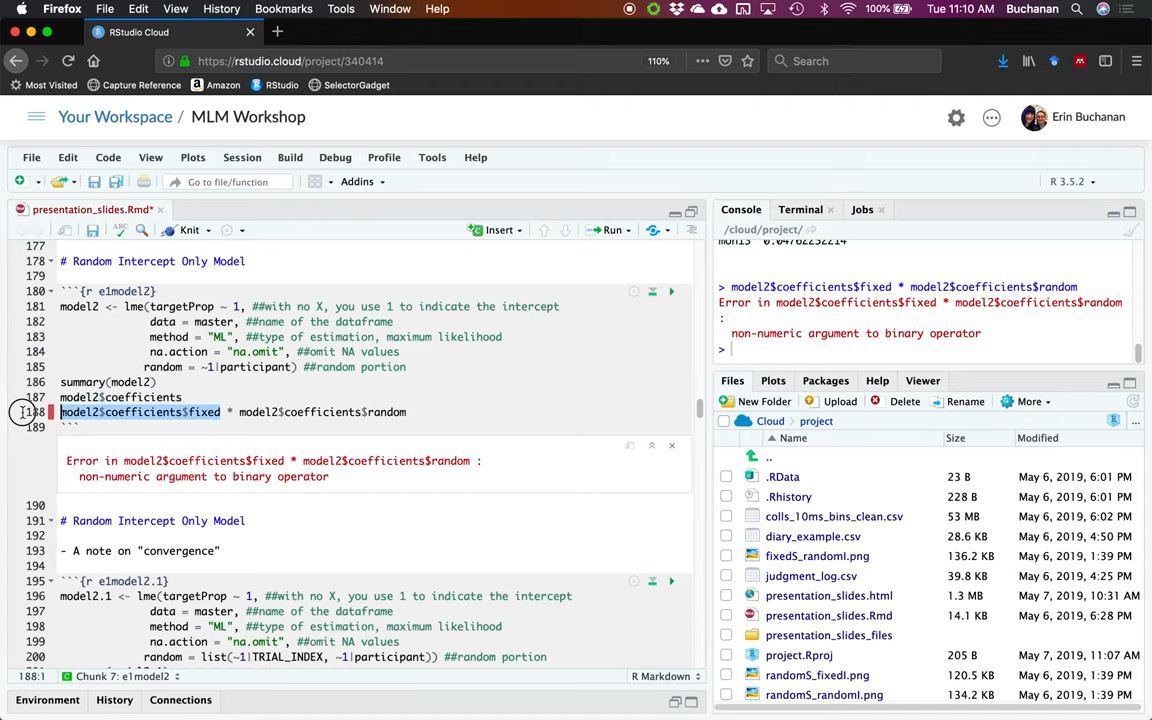 Firefox File Edit View History Bookmarks Tools Window Help 100% Tue 11:10 AM Buchanan
RStudio Cloud
https://rstudio.cloud/project/340414 110% Search
Most Visited Capture Reference Amazon RStudio SelectorGadget
Your Workspace / MLM Workshop Erin Buchanan
File Edit Code View Plots Session Build Debug Profile Tools Help
Go to file/function Addins R 3.5.2
presentation_slides.Rmd*
Knit Insert Run
177
178 # Random Intercept Only Model
179
180 ```{r e1model2}
181 model2 <- lme(targetProp ~ 1, ##with no X, you use 1 to indicate the intercept
182 data = master, ##name of the dataframe
183 method = "ML", ##type of estimation, maximum likelihood
184 na.action = "na.omit", ##omit NA values
185 random = ~1|participant) ##random portion
186 summary(model2)
187 model2$coefficients
188 model2$coefficients$fixed * model2$coefficients$random
189 ```
Error in model2$coefficients$fixed * model2$coefficients$random :
non-numeric argument to binary operator
190
191 # Random Intercept Only Model
192
193 - A note on "convergence"
194
195 ```{r e1model2.1}
196 model2.1 <- lme(targetProp ~ 1, ##with no X, you use 1 to indicate the intercept
197 data = master, ##name of the dataframe
198 method = "ML", ##type of estimation, maximum likelihood
199 na.action = "na.omit", ##omit NA values
200 random = list(~1|TRIAL_INDEX, ~1|participant)) ##random portion
188:1 Chunk 7: e1model2 R Markdown
Environment History Connections
Console Terminal Jobs
/cloud/project/
> model2$coefficients$fixed * model2$coefficients$random
Error in model2$coefficients$fixed * model2$coefficients$random
:
non-numeric argument to binary operator
>
Files Plots Packages Help Viewer
New Folder Upload Delete Rename More
Cloud project ...
Name Size Modified
..
.RData 23 B May 6, 2019, 6:01 PM
.Rhistory 228 B May 6, 2019, 6:01 PM
colls_10ms_bins_clean.csv 53 MB May 6, 2019, 6:02 PM
diary_example.csv 28.6 KB May 6, 2019, 4:50 PM
fixedS_randomI.png 136.2 KB May 6, 2019, 1:39 PM
judgment_log.csv 39.8 KB May 6, 2019, 4:25 PM
presentation_slides.html 1.3 MB May 7, 2019, 10:31 AM
presentation_slides.Rmd 14.1 KB May 6, 2019, 6:28 PM
presentation_slides_files
project.Rproj 205 B May 7, 2019, 11:07 AM
randomS_fixedI.png 120.5 KB May 6, 2019, 1:39 PM
randomS_randomI.png 134.2 KB May 6, 2019, 1:39 PM